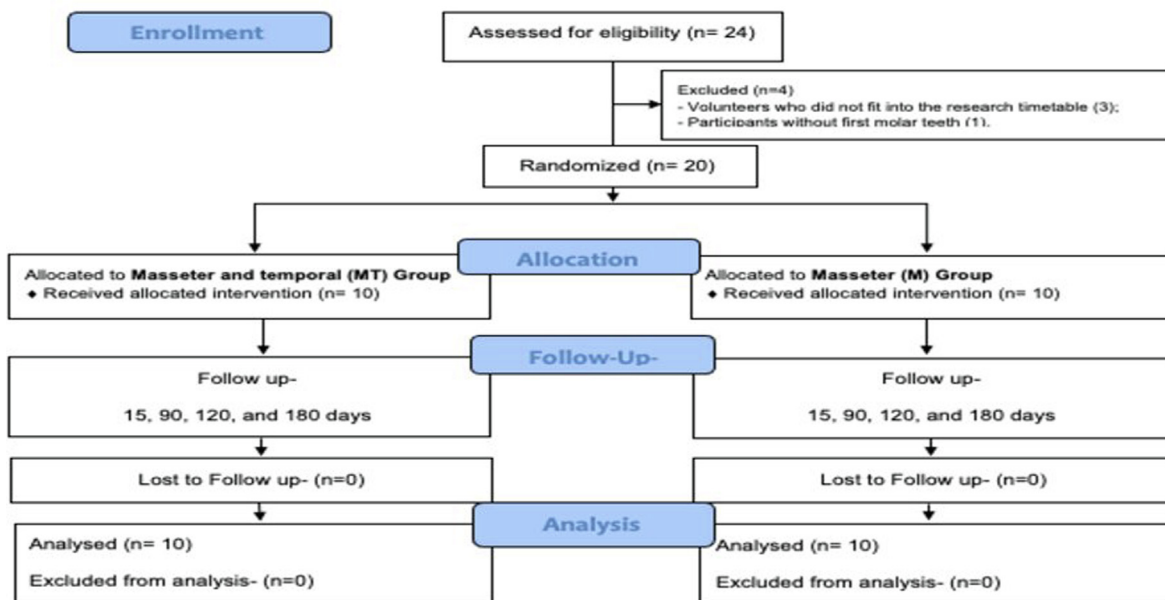 Enrollment
Assessed for eligibility (n= 24)
Excluded (n=4)
- Volunteers who did not fit into the research timetable (3);
- Participants without first molar teeth (1).
Randomized (n= 20)
Allocation
Allocated to Masseter and temporal (MT) Group
♦ Received allocated intervention (n= 10)
Allocated to Masseter (M) Group
♦ Received allocated intervention (n= 10)
Follow-Up-
Follow up-
15, 90, 120, and 180 days
Follow up-
15, 90, 120, and 180 days
Lost to Follow up- (n=0)
Lost to Follow up- (n=0)
Analysis
Analysed (n= 10)
Excluded from analysis- (n=0)
Analysed (n= 10)
Excluded from analysis- (n=0)